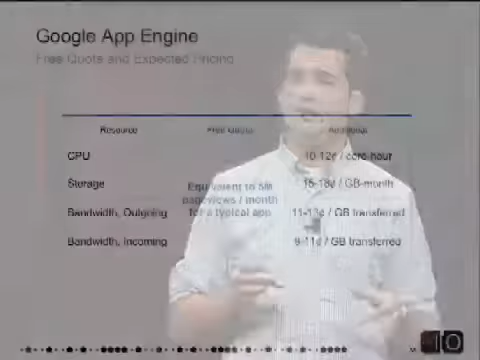 Google App Engine
Free Quota and Expected Pricing
Resource Free Quota Additional
CPU 10-12¢ / core-hour
Storage 15-18¢ / GB-month
Equivalent to 5M
pageviews / month
for a typical app
Bandwidth, Outgoing 11-13¢ / GB transferred
Bandwidth, Incoming 9-11¢ / GB transferred
IO